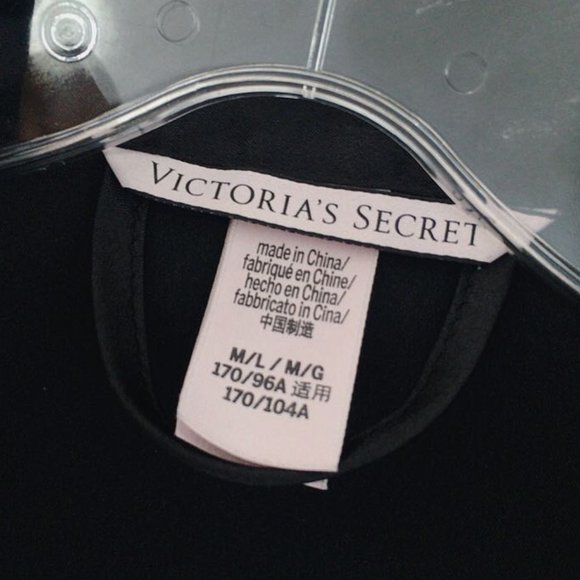 VICTORIA'S SECRET
made in China/
fabriqué en Chine/
hecho en China/
fabbricato in Cina/
中国制造
M/L / M/G
170/96A 适用
170/104A